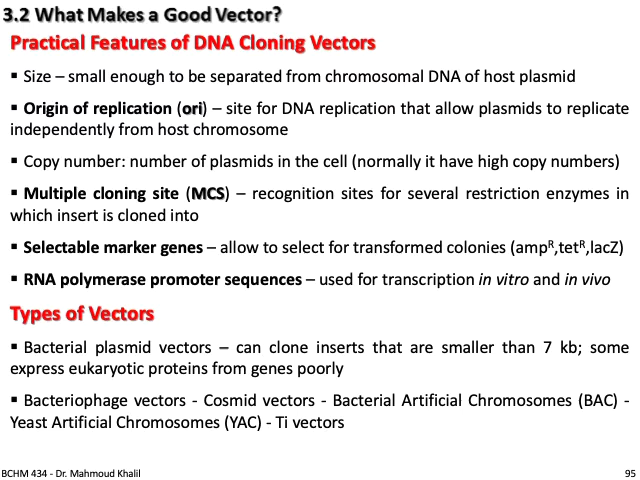 3.2 What Makes a Good Vector?
Practical Features of DNA Cloning Vectors
▪ Size – small enough to be separated from chromosomal DNA of host plasmid
▪ Origin of replication (ori) – site for DNA replication that allow plasmids to replicate
independently from host chromosome
▪ Copy number: number of plasmids in the cell (normally it have high copy numbers)
▪ Multiple cloning site (MCS) – recognition sites for several restriction enzymes in
which insert is cloned into
▪ Selectable marker genes – allow to select for transformed colonies (ampᴿ,tetᴿ,lacZ)
▪ RNA polymerase promoter sequences – used for transcription in vitro and in vivo
Types of Vectors
▪ Bacterial plasmid vectors – can clone inserts that are smaller than 7 kb; some
express eukaryotic proteins from genes poorly
▪ Bacteriophage vectors - Cosmid vectors - Bacterial Artificial Chromosomes (BAC) -
Yeast Artificial Chromosomes (YAC) - Ti vectors
BCHM 434 - Dr. Mahmoud Khalil
95